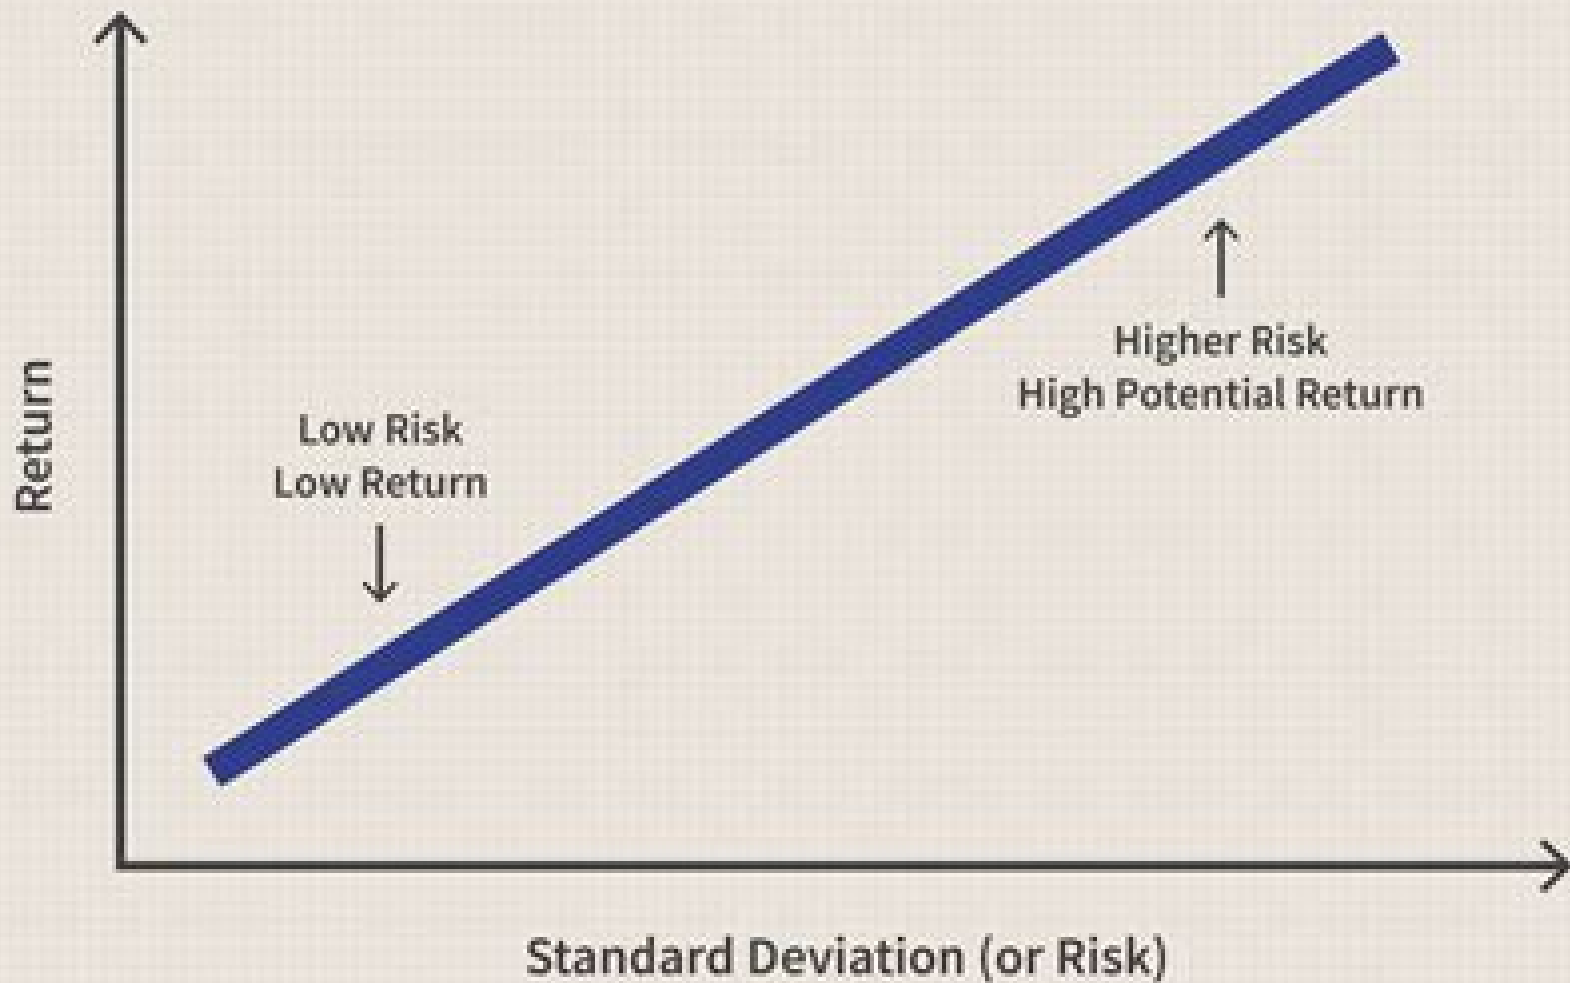 Return
Low Risk
Low Return
Higher Risk
High Potential Return
Standard Deviation (or Risk)